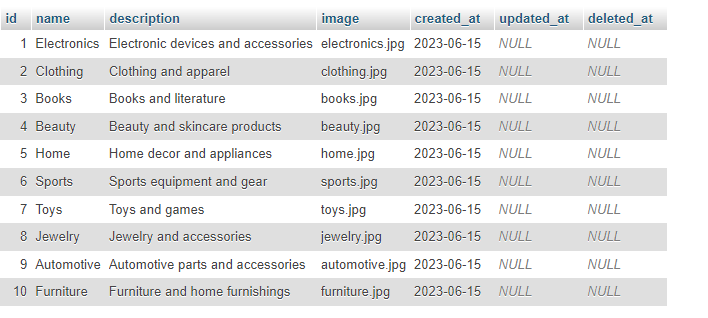 id name description image created_at updated_at deleted_at
1 Electronics Electronic devices and accessories electronics.jpg 2023-06-15 NULL NULL
2 Clothing Clothing and apparel clothing.jpg 2023-06-15 NULL NULL
3 Books Books and literature books.jpg 2023-06-15 NULL NULL
4 Beauty Beauty and skincare products beauty.jpg 2023-06-15 NULL NULL
5 Home Home decor and appliances home.jpg 2023-06-15 NULL NULL
6 Sports Sports equipment and gear sports.jpg 2023-06-15 NULL NULL
7 Toys Toys and games toys.jpg 2023-06-15 NULL NULL
8 Jewelry Jewelry and accessories jewelry.jpg 2023-06-15 NULL NULL
9 Automotive Automotive parts and accessories automotive.jpg 2023-06-15 NULL NULL
10 Furniture Furniture and home furnishings furniture.jpg 2023-06-15 NULL NULL